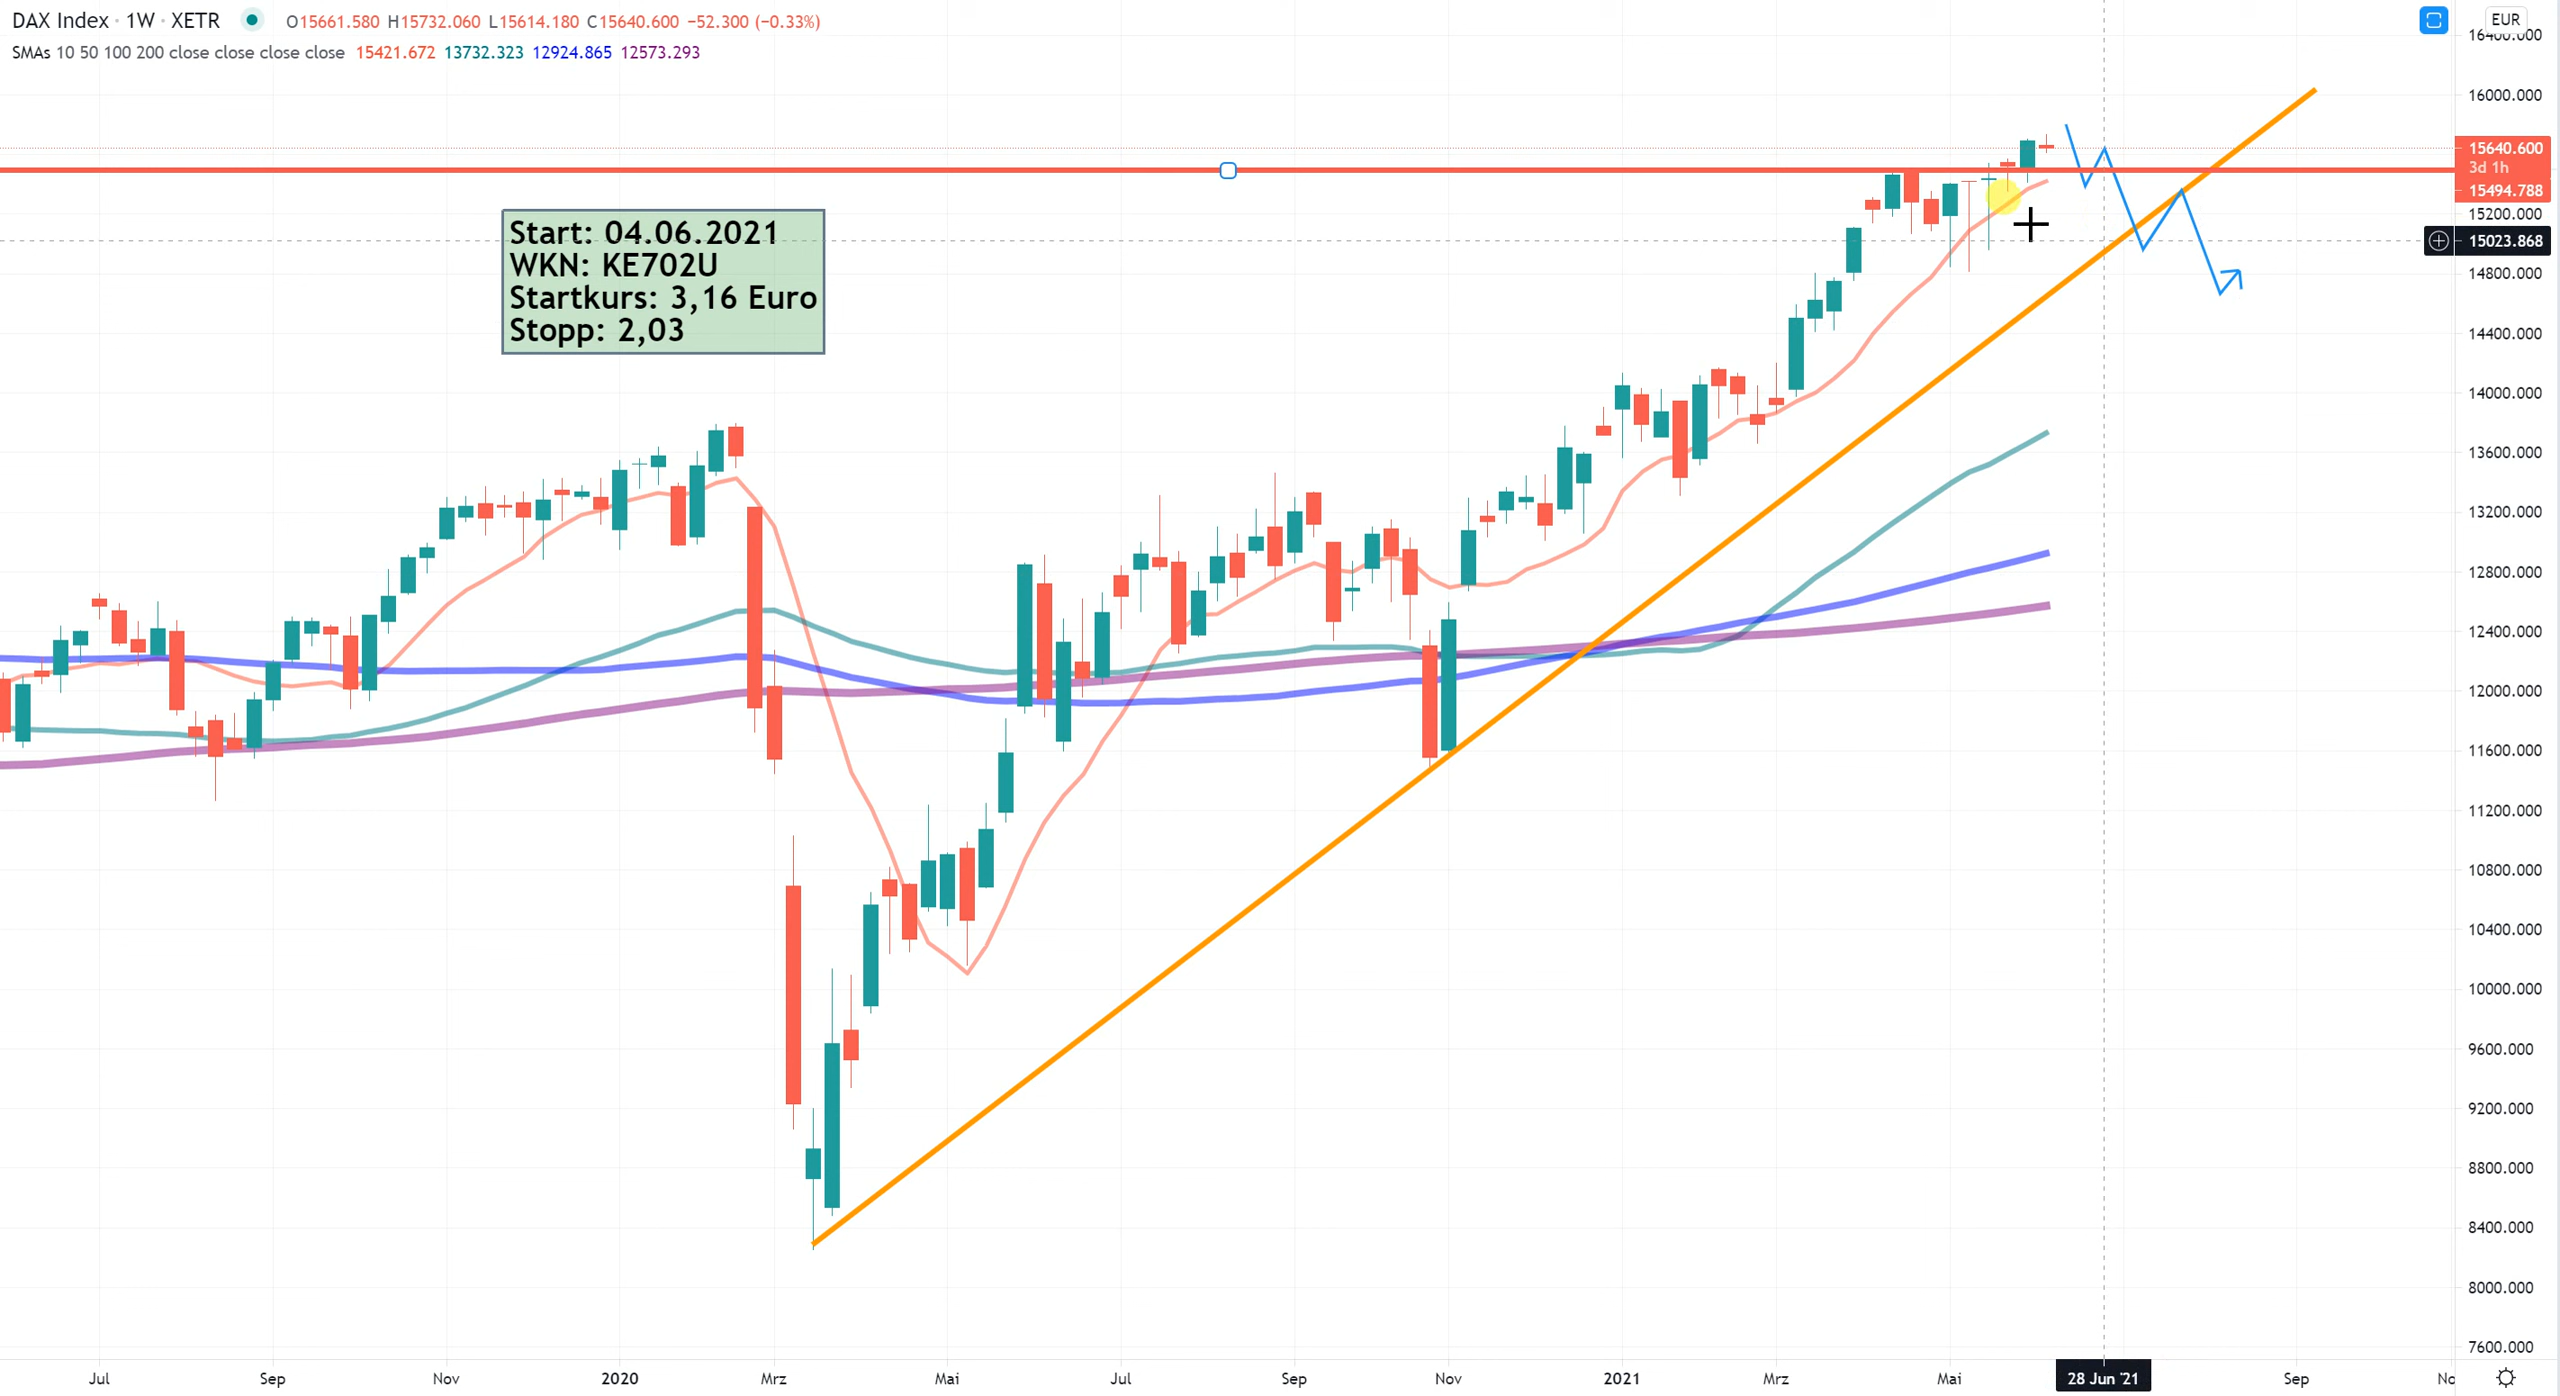 DAX Index · 1W · XETR O15661.580 H15732.060 L15614.180 C15640.600 −52.300 (−0.33%)
SMAs 10 50 100 200 close close close close 15421.672 13732.323 12924.865 12573.293
EUR
16400.000
16000.000
15640.600
3d 1h
15494.788
15200.000
15023.868
14800.000
14400.000
14000.000
13600.000
13200.000
12800.000
12400.000
12000.000
11600.000
11200.000
10800.000
10400.000
10000.000
9600.000
9200.000
8800.000
8400.000
8000.000
7600.000
Start: 04.06.2021
WKN: KE702U
Startkurs: 3,16 Euro
Stopp: 2,03
Jul Sep Nov 2020 Mrz Mai Jul Sep Nov 2021 Mrz Mai 28 Jun '21 Sep No